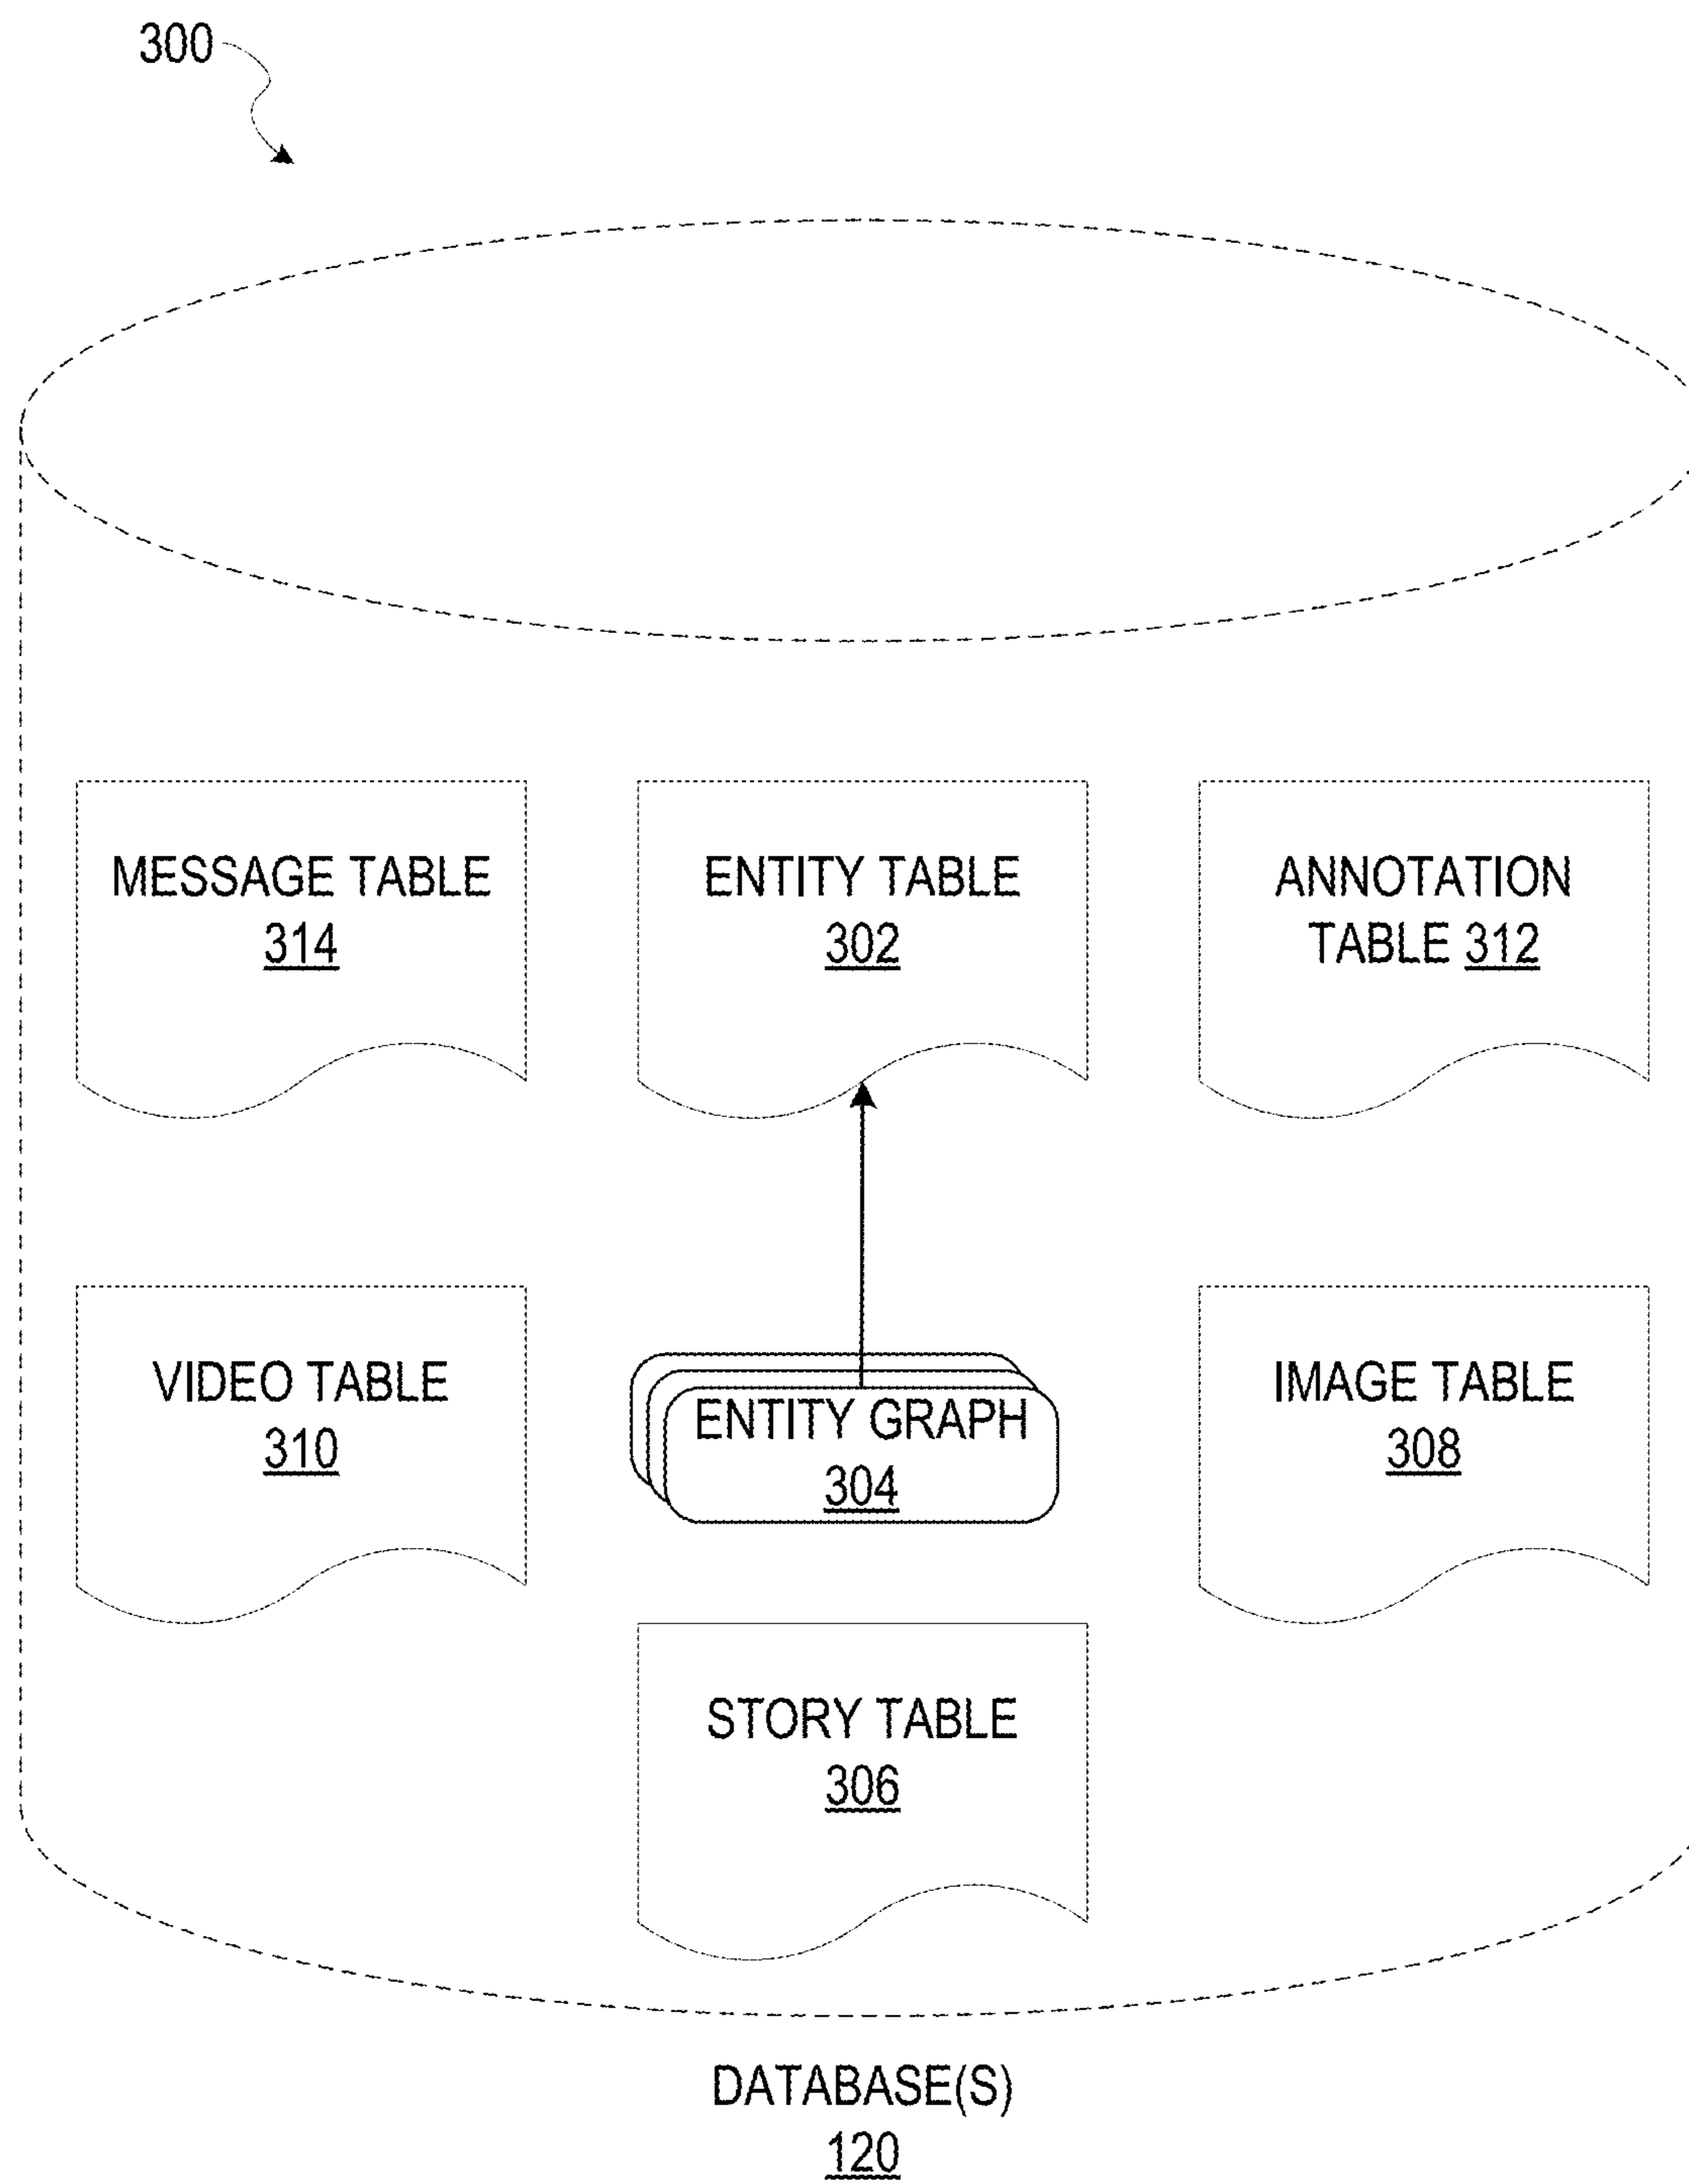 300
MESSAGE TABLE
314
ENTITY TABLE
302
ANNOTATION
TABLE 312
VIDEO TABLE
310
ENTITY GRAPH
304
IMAGE TABLE
308
STORY TABLE
306
DATABASE(S)
120